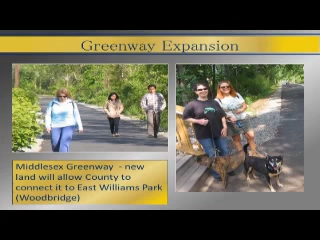 Greenway Expansion
Middlesex Greenway - new
land will allow County to
connect it to East Williams Park
(Woodbridge)